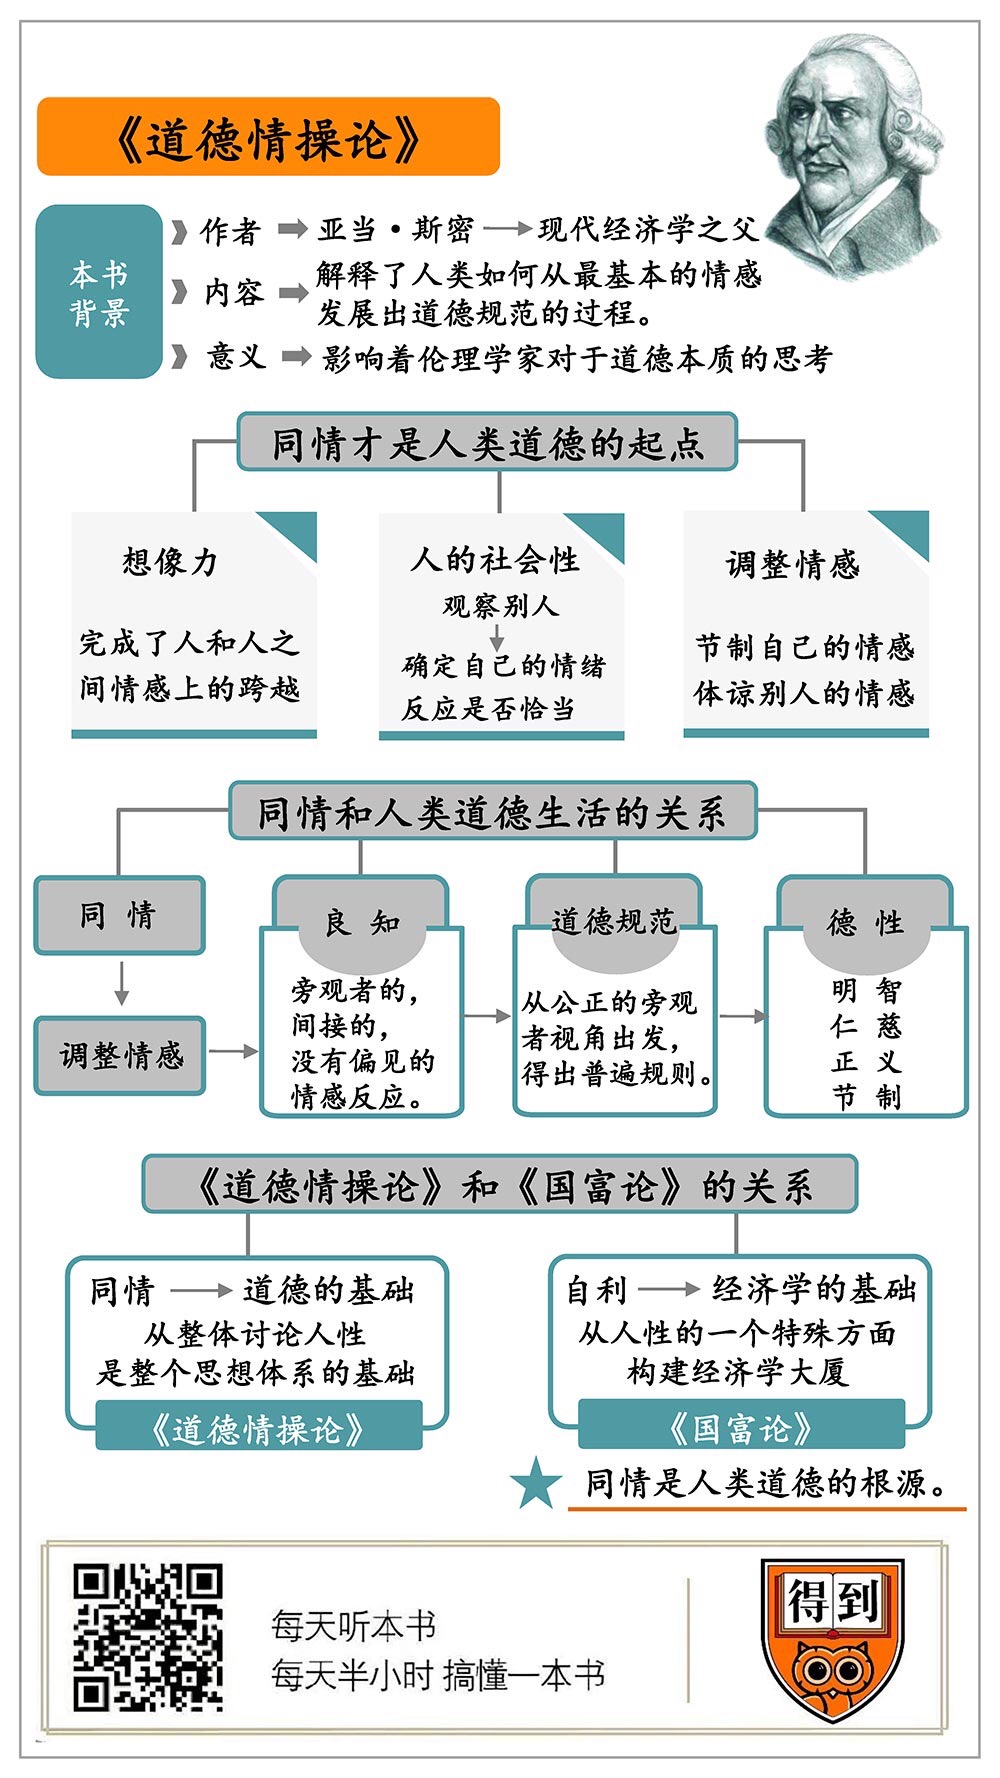 《道德情操论》
本书
背景
作者 亚当·斯密 现代经济学之父
内容 解释了人类如何从最基本的情感
发展出道德规范的过程。
意义 影响着伦理学家对于道德本质的思考
同情才是人类道德的起点
想像力
完成了人和人之
间情感上的跨越
人的社会性
观察别人
确定自己的情绪
反应是否恰当
调整情感
节制自己的情感
体谅别人的情感
同情和人类道德生活的关系
同 情
调整情感
良 知
旁观者的，
间接的，
没有偏见的
情感反应。
道德规范
从公正的旁观
者视角出发，
得出普遍规则。
德 性
明 智
仁 慈
正 义
节 制
《道德情操论》和《国富论》的关系
同情 道德的基础
从整体讨论人性
是整个思想体系的基础
《道德情操论》
自利 经济学的基础
从人性的一个特殊方面
构建经济学大厦
《国富论》
同情是人类道德的根源。
每天听本书
每天半小时 搞懂一本书
得到